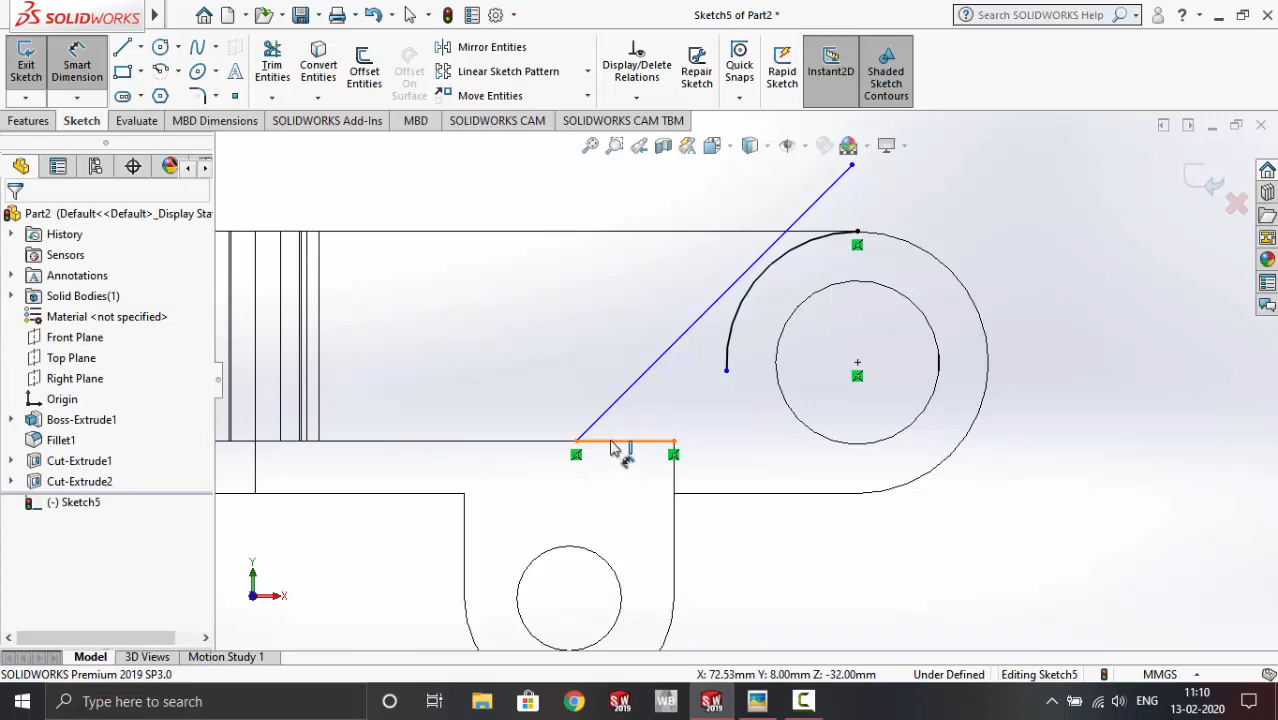 SOLIDWORKS
Sketch5 of Part2 *
Search SOLIDWORKS Help
Exit Sketch
Smart Dimension
Trim Entities
Convert Entities
Offset Entities
Offset On Surface
Mirror Entities
Linear Sketch Pattern
Move Entities
Display/Delete Relations
Repair Sketch
Quick Snaps
Rapid Sketch
Instant2D
Shaded Sketch Contours
Features
Sketch
Evaluate
MBD Dimensions
SOLIDWORKS Add-Ins
MBD
SOLIDWORKS CAM
SOLIDWORKS CAM TBM
Part2 (Default<<Default>_Display Sta
History
Sensors
Annotations
Solid Bodies(1)
Material <not specified>
Front Plane
Top Plane
Right Plane
Origin
Boss-Extrude1
Fillet1
Cut-Extrude1
Cut-Extrude2
(-) Sketch5
Y
X
Model
3D Views
Motion Study 1
SOLIDWORKS Premium 2019 SP3.0
X: 72.53mm Y: 8.00mm Z: -32.00mm
Under Defined
Editing Sketch5
MMGS
Type here to search
SW 2019
WB
SW 2019
C
ENG
11:10
13-02-2020